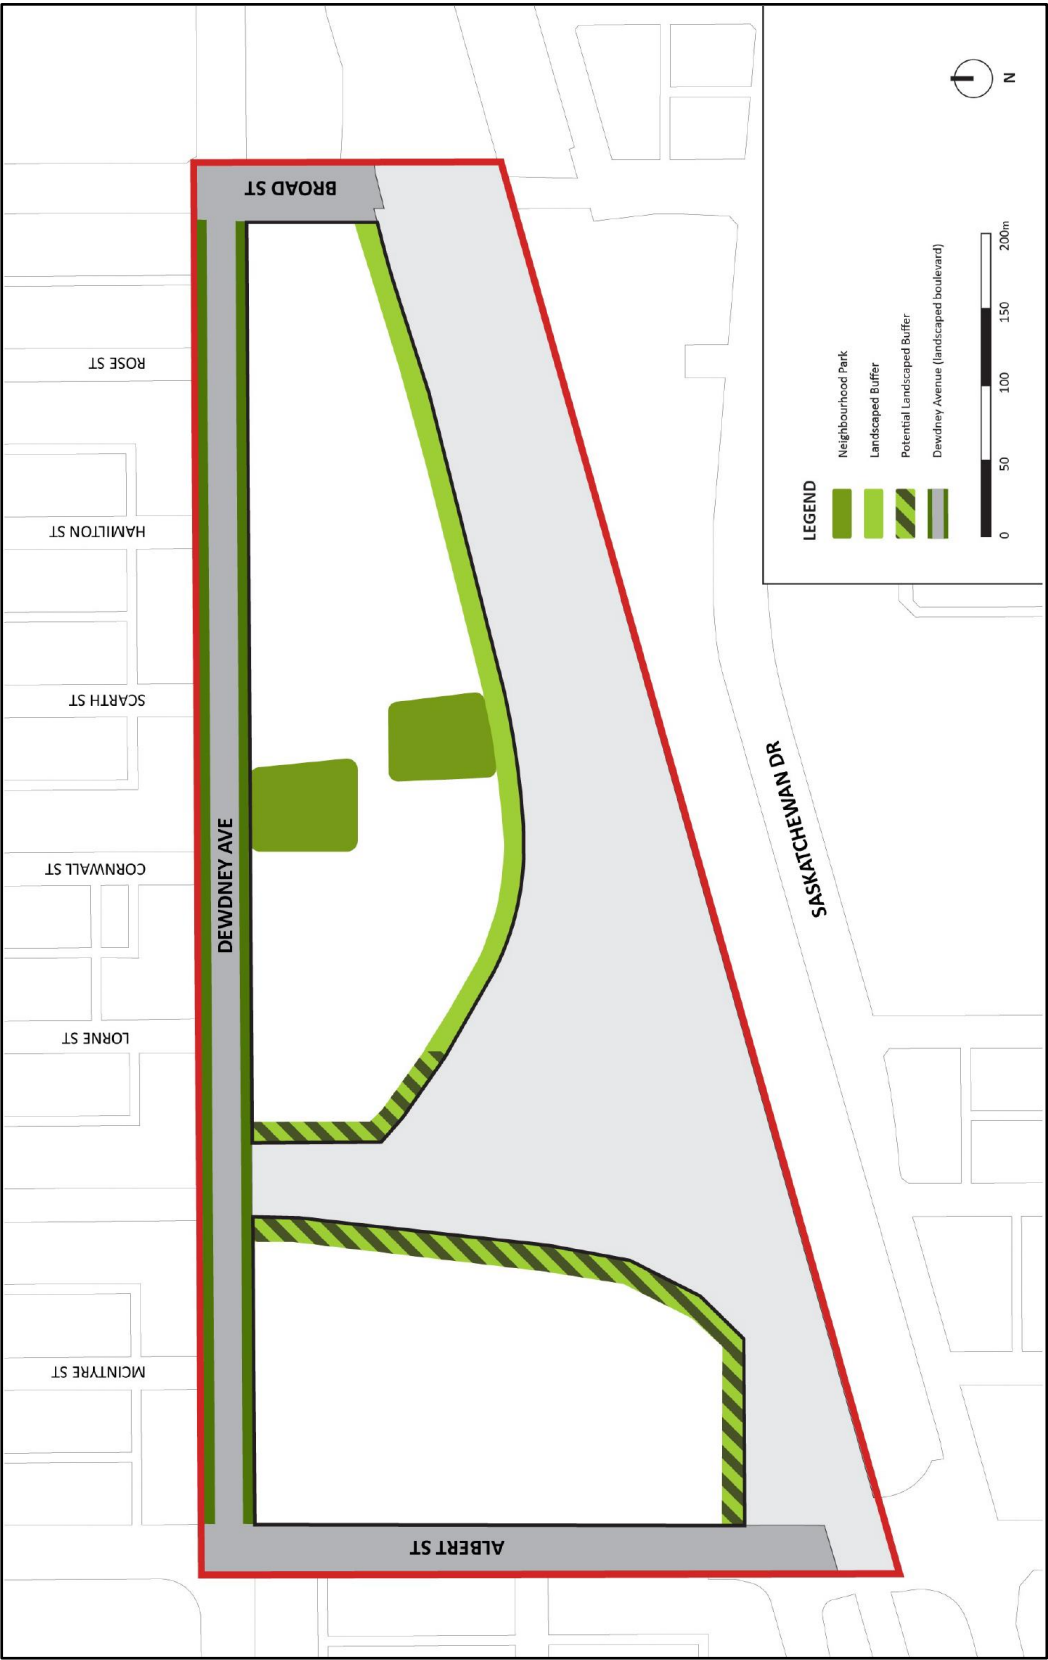 BROAD ST
ROSE ST
HAMILTON ST
SCARTH ST
CORNWALL ST
LORNE ST
MCINTYRE ST
ALBERT ST
DEWDNEY AVE
SASKATCHEWAN DR
N
LEGEND
Neighbourhood Park
Landscaped Buffer
Potential Landscaped Buffer
Dewdney Avenue (landscaped boulevard)
0 50 100 150 200m